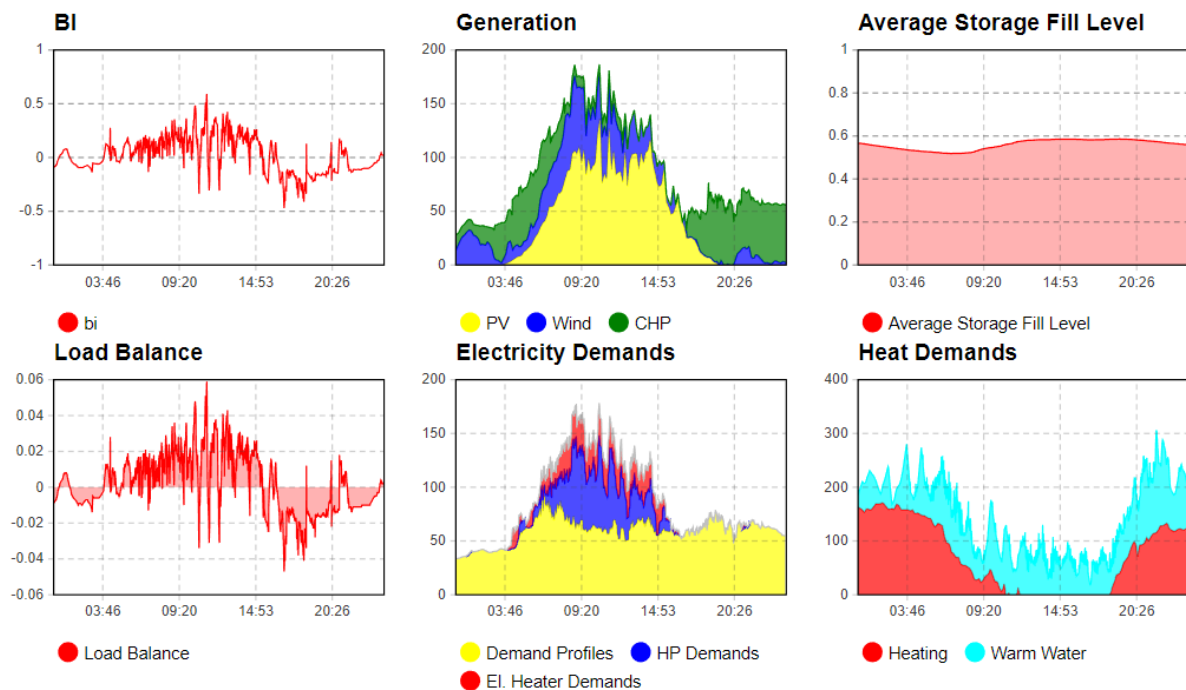 BI
1
0.5
0
-0.5
-1
03:46 09:20 14:53 20:26
bi
Generation
200
150
100
50
0
03:46 09:20 14:53 20:26
PV Wind CHP
Average Storage Fill Level
1
0.8
0.6
0.4
0.2
0
03:46 09:20 14:53 20:26
Average Storage Fill Level
Load Balance
0.06
0.04
0.02
0
-0.02
-0.04
-0.06
03:46 09:20 14:53 20:26
Load Balance
Electricity Demands
200
150
100
50
0
03:46 09:20 14:53 20:26
Demand Profiles HP Demands
El. Heater Demands
Heat Demands
400
300
200
100
0
03:46 09:20 14:53 20:26
Heating Warm Water